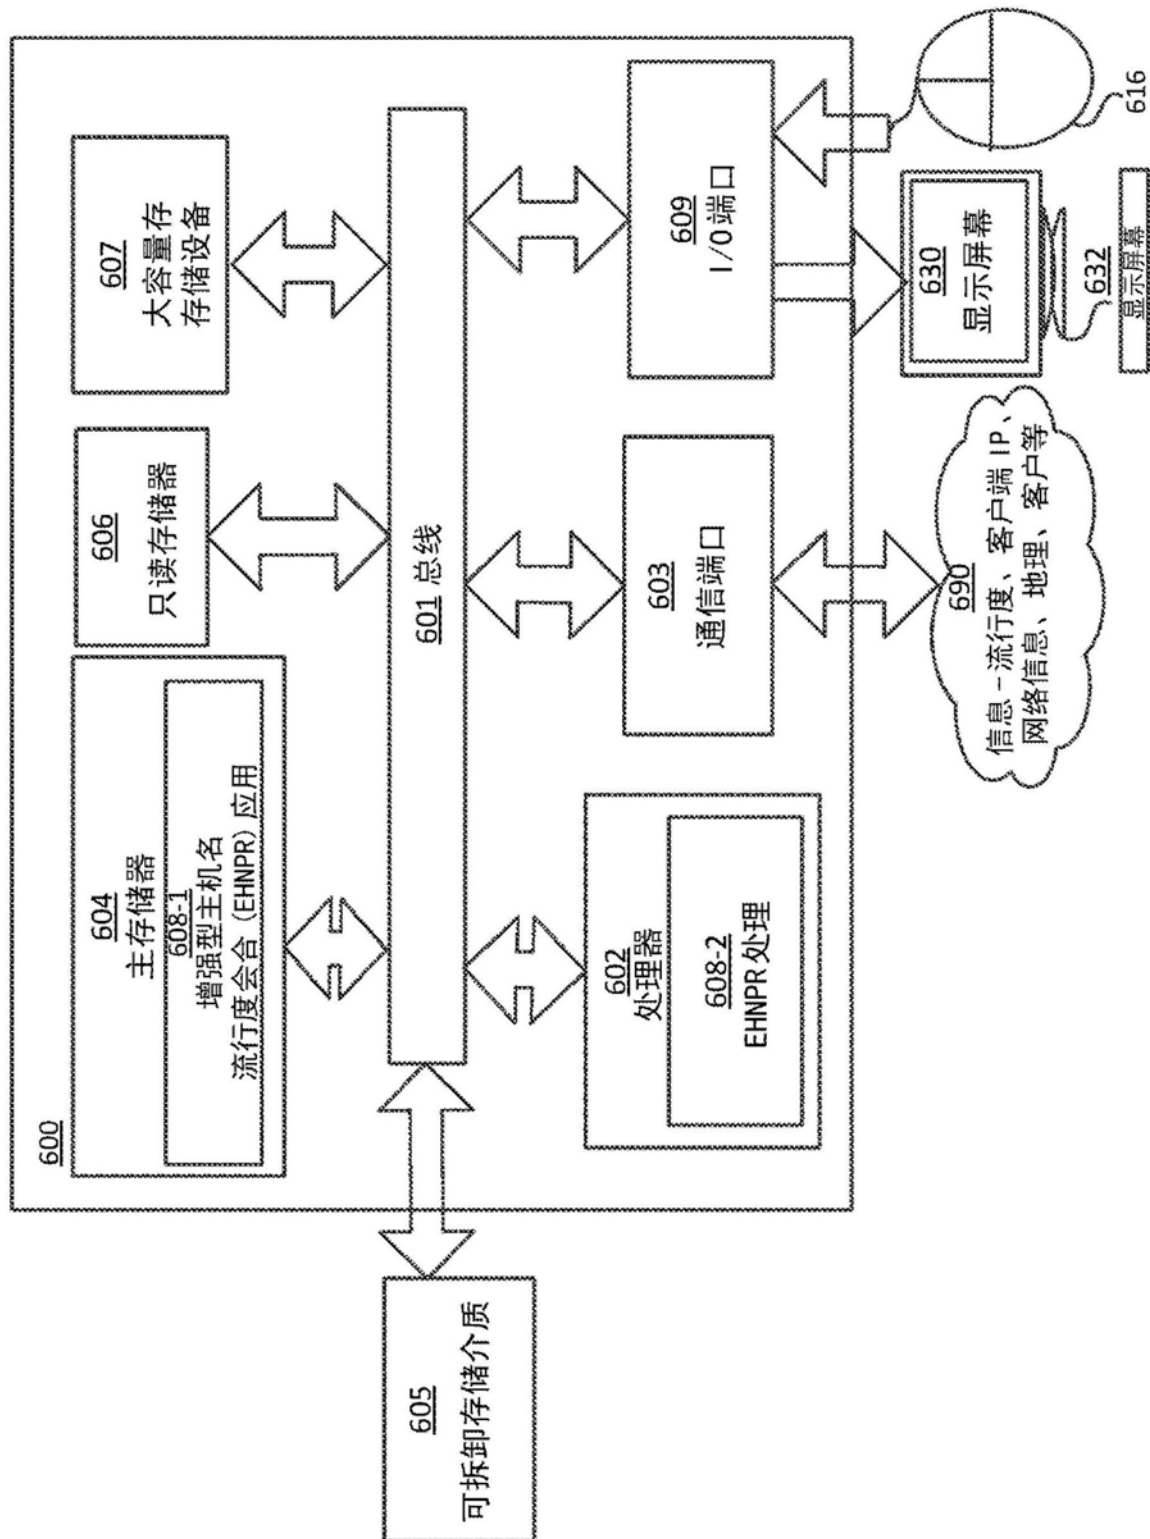 600
604
主存储器
608-1
增强型主机名
流行度会合 (EHNPR) 应用
606
只读存储器
607
大容量存
存储设备
605
可拆卸存储介质
601 总线
602
处理器
608-2
EHNPR 处理
603
通信端口
609
I/O 端口
690
信息-流行度、客户端 IP、
网络信息、地理、客户等
630
显示屏幕
632
显示屏幕
616